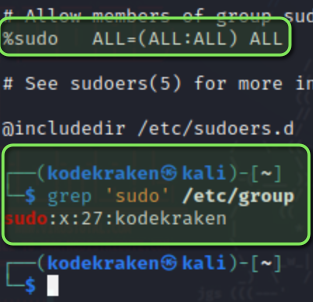 # Allow members of group sud
%sudo   ALL=(ALL:ALL) ALL
# See sudoers(5) for more in
@includedir /etc/sudoers.d
┌──(kodekraken㉿kali)-[~]
└─$ grep 'sudo' /etc/group
sudo:x:27:kodekraken
┌──(kodekraken㉿kali)-[~]
└─$